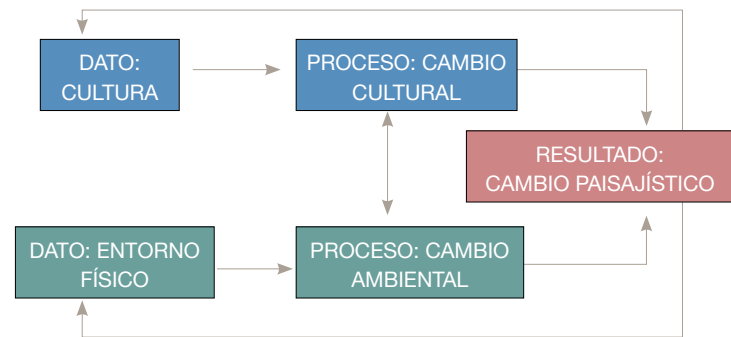 DATO:
CULTURA
PROCESO: CAMBIO
CULTURAL
RESULTADO:
CAMBIO PAISAJÍSTICO
DATO: ENTORNO
FÍSICO
PROCESO: CAMBIO
AMBIENTAL